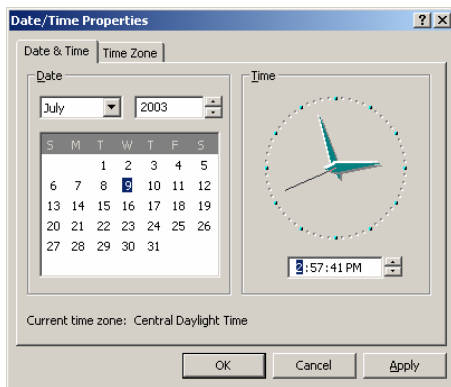 Date/Time Properties
Date & Time Time Zone
Date
July 2003
S M T W T F S
1 2 3 4 5
6 7 8 9 10 11 12
13 14 15 16 17 18 19
20 21 22 23 24 25 26
27 28 29 30 31
Time
2:57:41 PM
Current time zone: Central Daylight Time
OK Cancel Apply